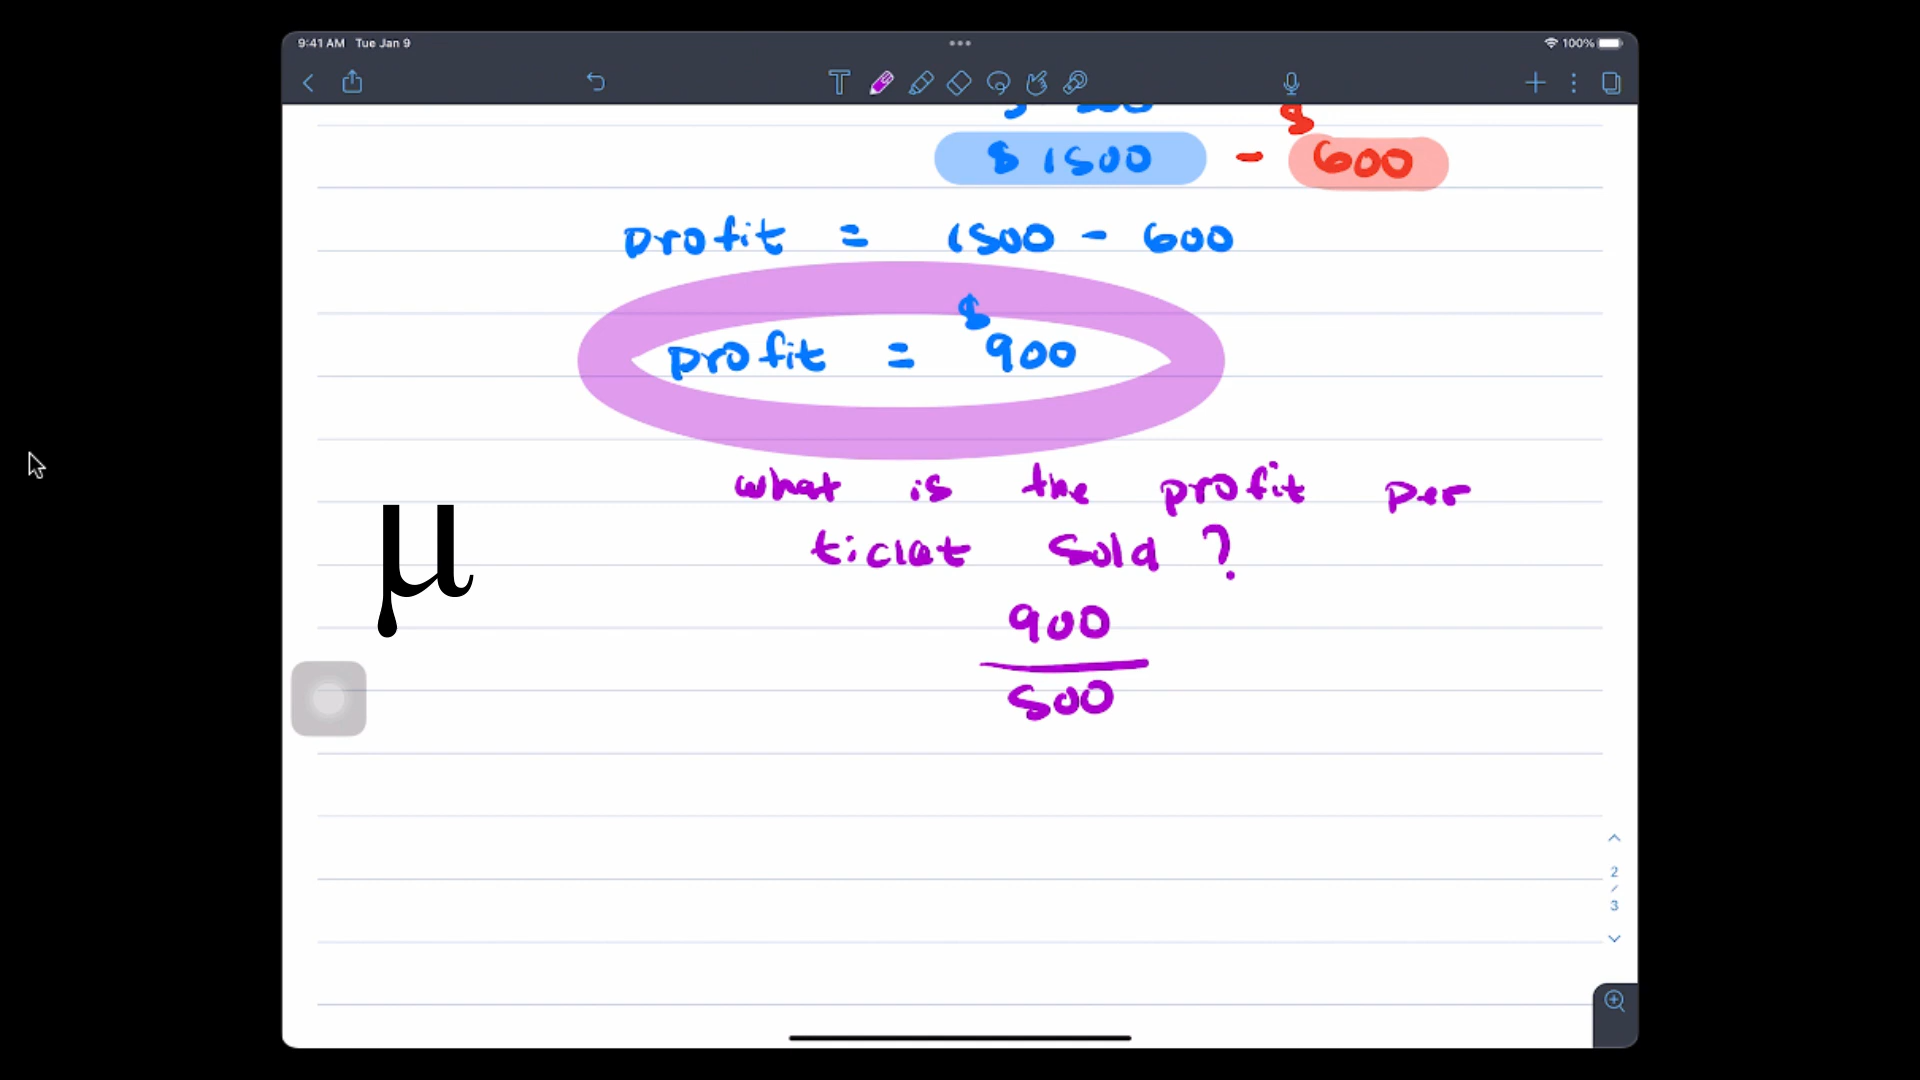 9:41 AM Tue Jan 9
100%
$
$ 1500 - 600
profit = 1500 - 600
$
profit = 900
what is the profit per
ticket sold ?
μ
900
500
2
/
3